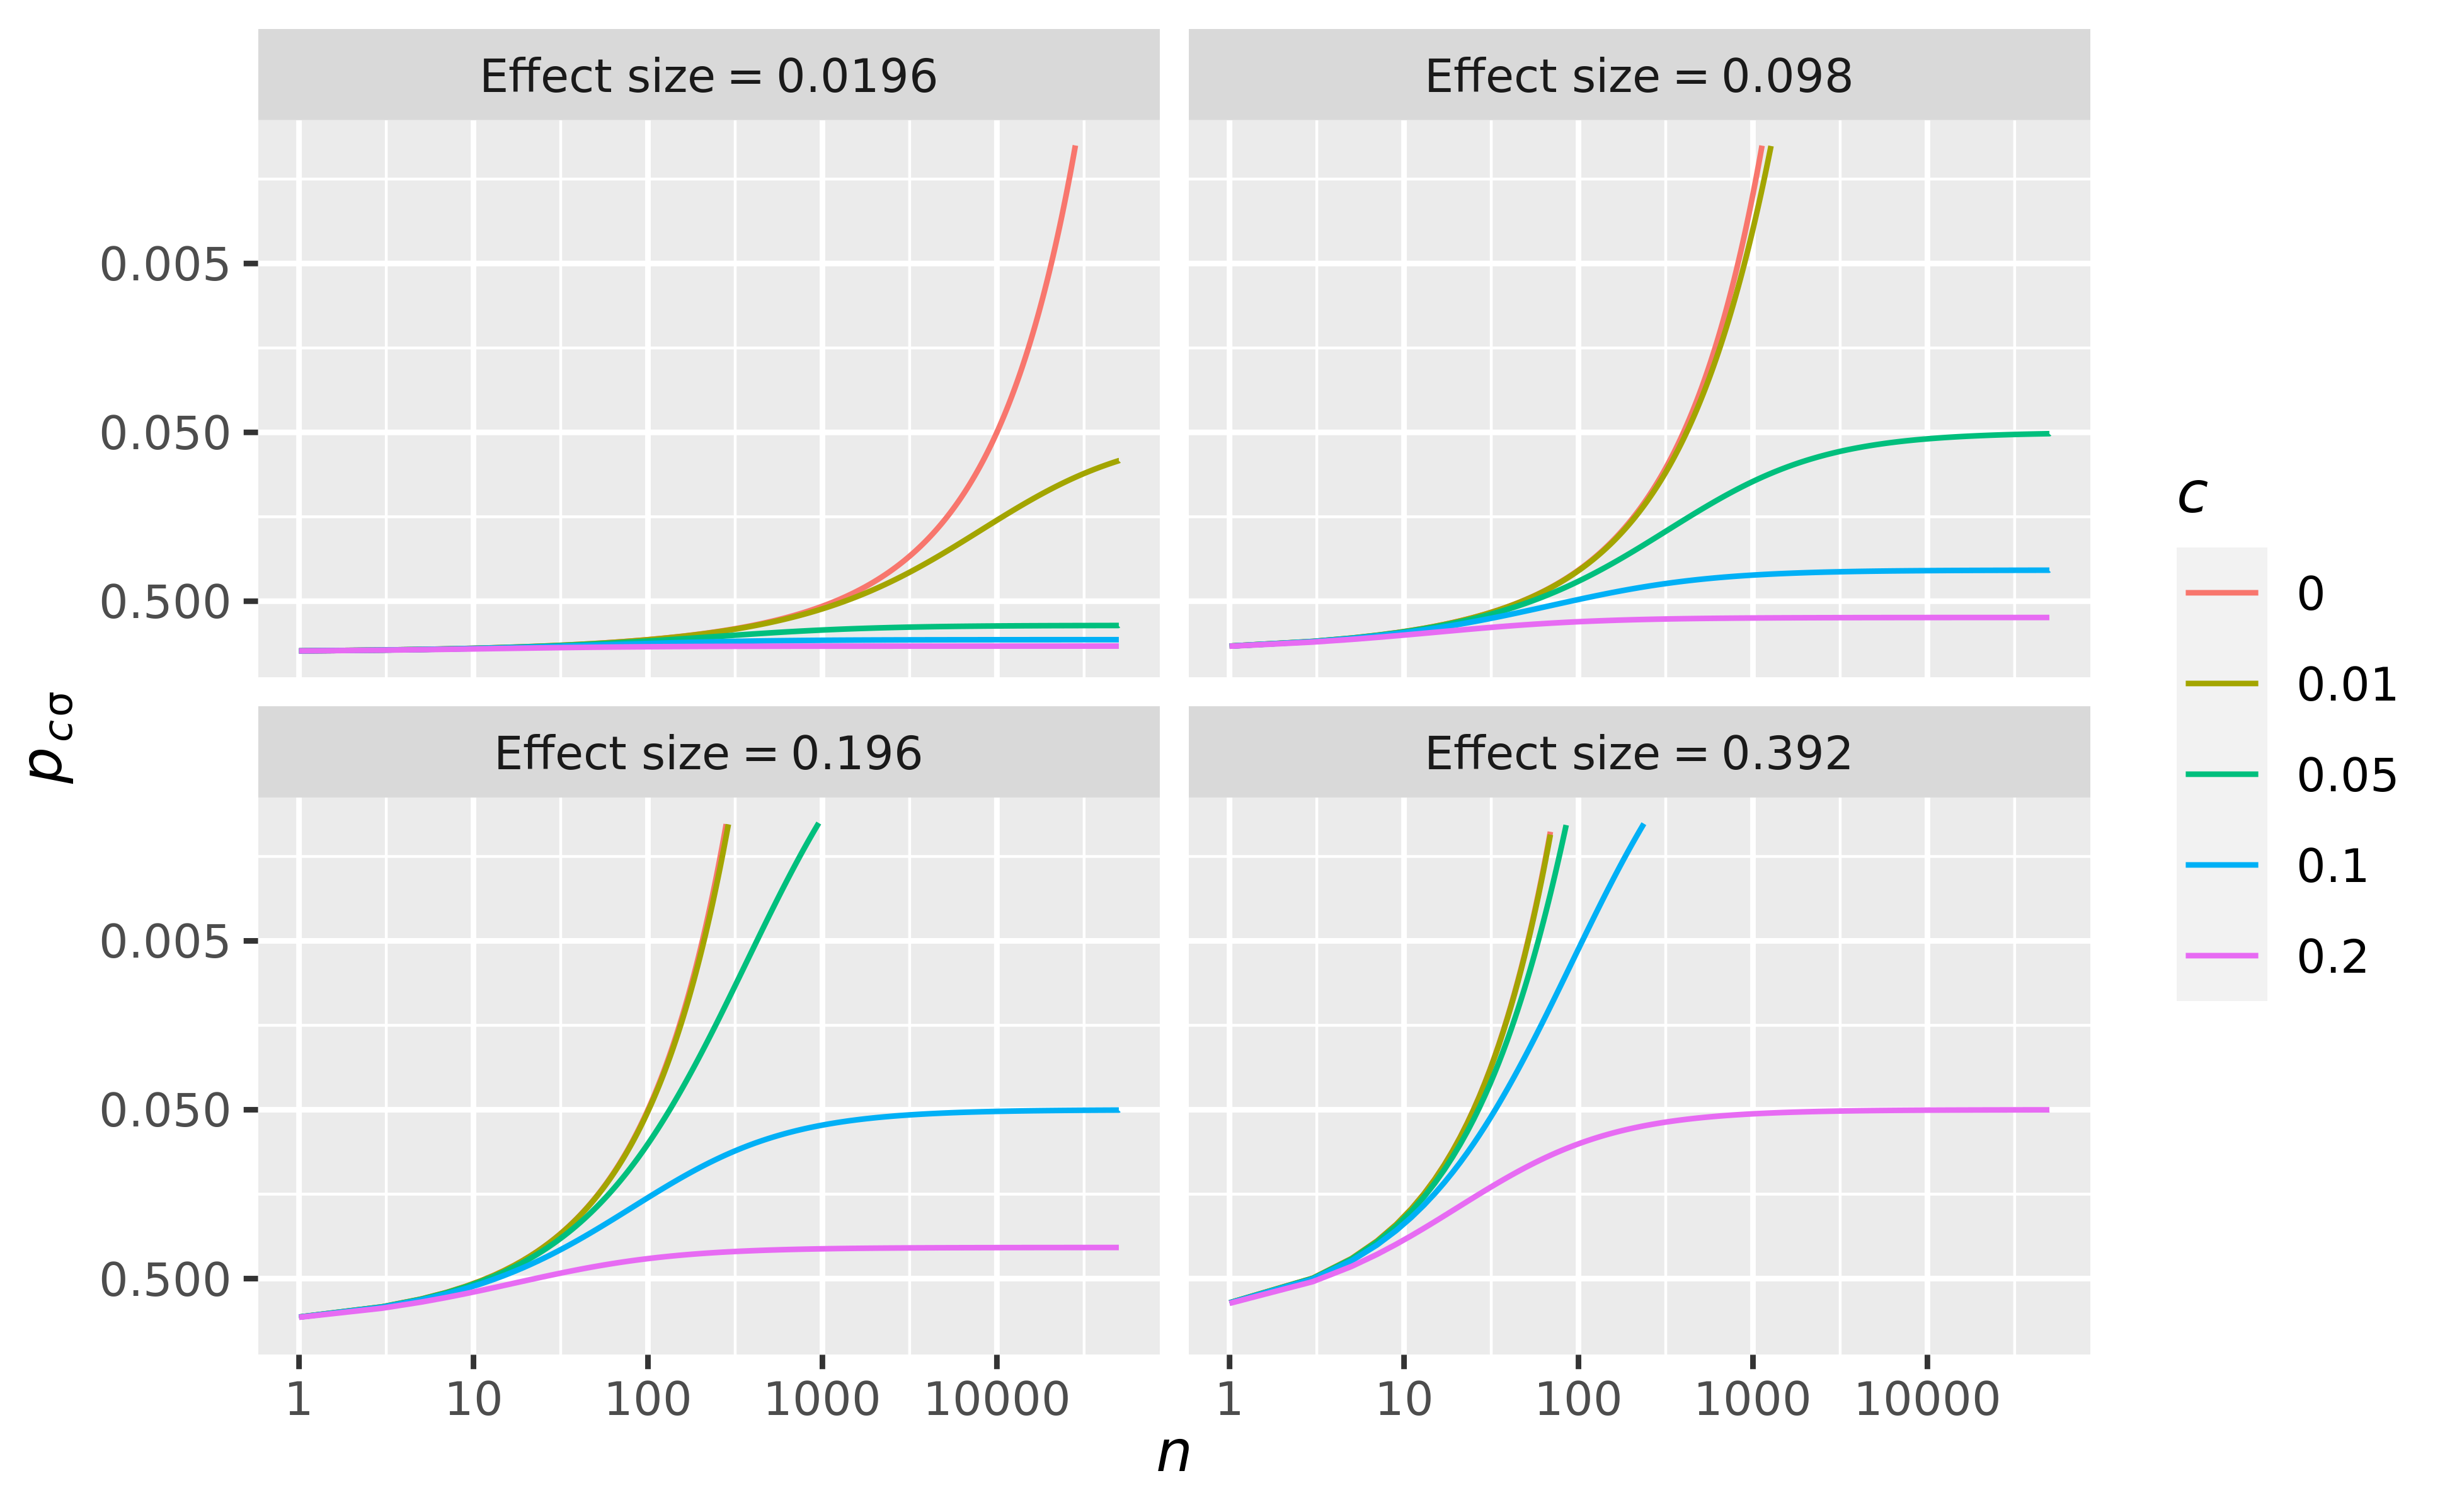 Effect size = 0.0196
Effect size = 0.098
0.005
0.050
0.500
Effect size = 0.196
Effect size = 0.392
0.005
0.050
0.500
1 10 100 1000 10000
1 10 100 1000 10000
n
p cσ
c
0
0.01
0.05
0.1
0.2